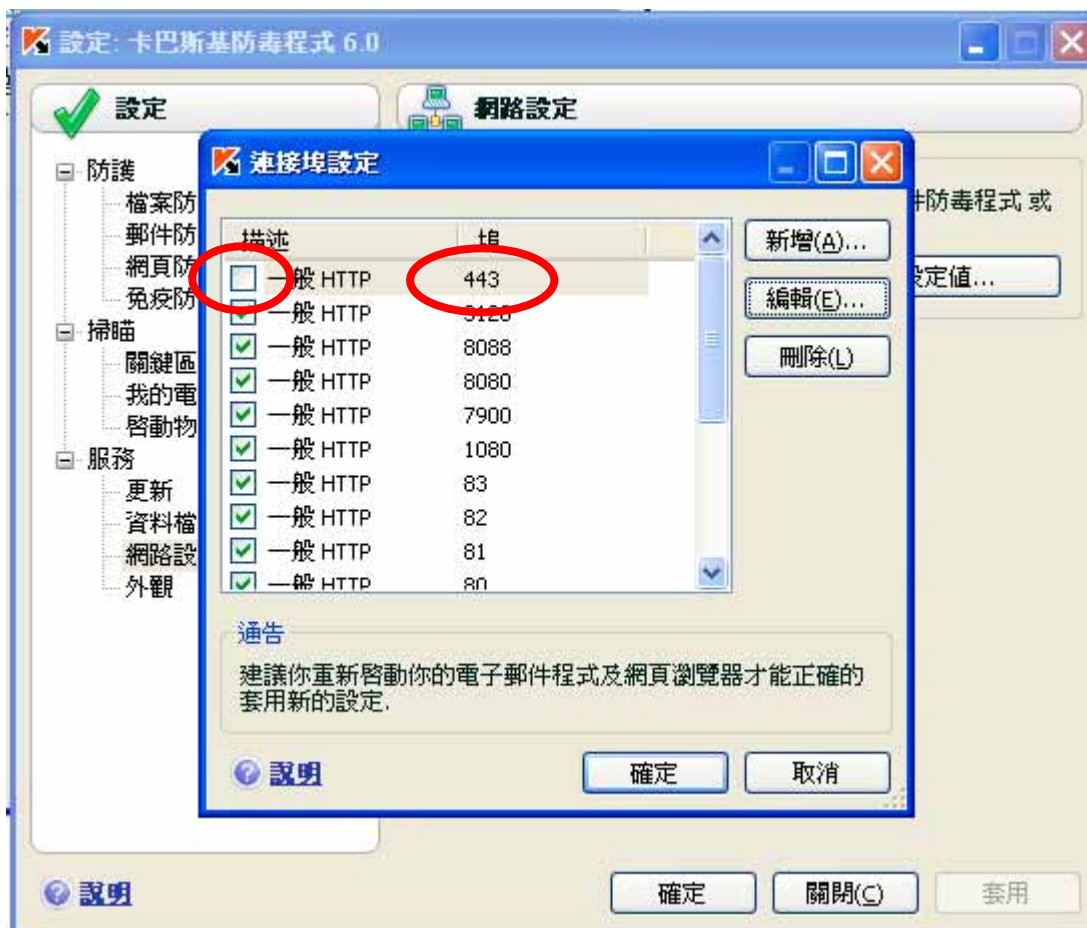 設定: 卡巴斯基防毒程式 6.0
設定
網路設定
防護
檔案防
郵件防
網頁防
免疫防
掃瞄
關鍵區
我的電
啓動物
服務
更新
資料檔
網路設
外觀
防毒程式 或
設定值...
連接埠設定
描述 埠
一般 HTTP 443
一般 HTTP 3128
一般 HTTP 8088
一般 HTTP 8080
一般 HTTP 7900
一般 HTTP 1080
一般 HTTP 83
一般 HTTP 82
一般 HTTP 81
一般 HTTP 80
新增(A)...
編輯(E)...
刪除(L)
通告
建議你重新啓動你的電子郵件程式及網頁瀏覽器才能正確的
套用新的設定.
說明
確定
取消
說明
確定
關閉(C)
套用